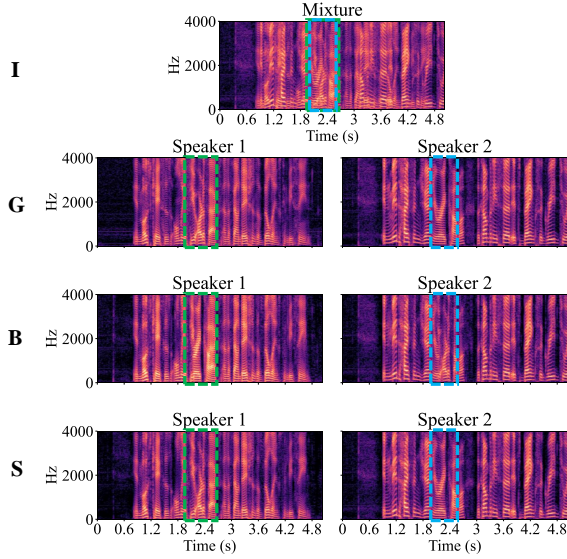 Mixture
I
4000
2000
0
Hz
0 0.6 1.2 1.8 2.4 3 3.6 4.2 4.8
Time (s)
Speaker 1 Speaker 2
G
4000
2000
0
Hz
Speaker 1 Speaker 2
B
4000
2000
0
Hz
Speaker 1 Speaker 2
S
4000
2000
0
Hz
0 0.6 1.2 1.8 2.4 3 3.6 4.2 4.8 0 0.6 1.2 1.8 2.4 3 3.6 4.2 4.8
Time (s) Time (s)